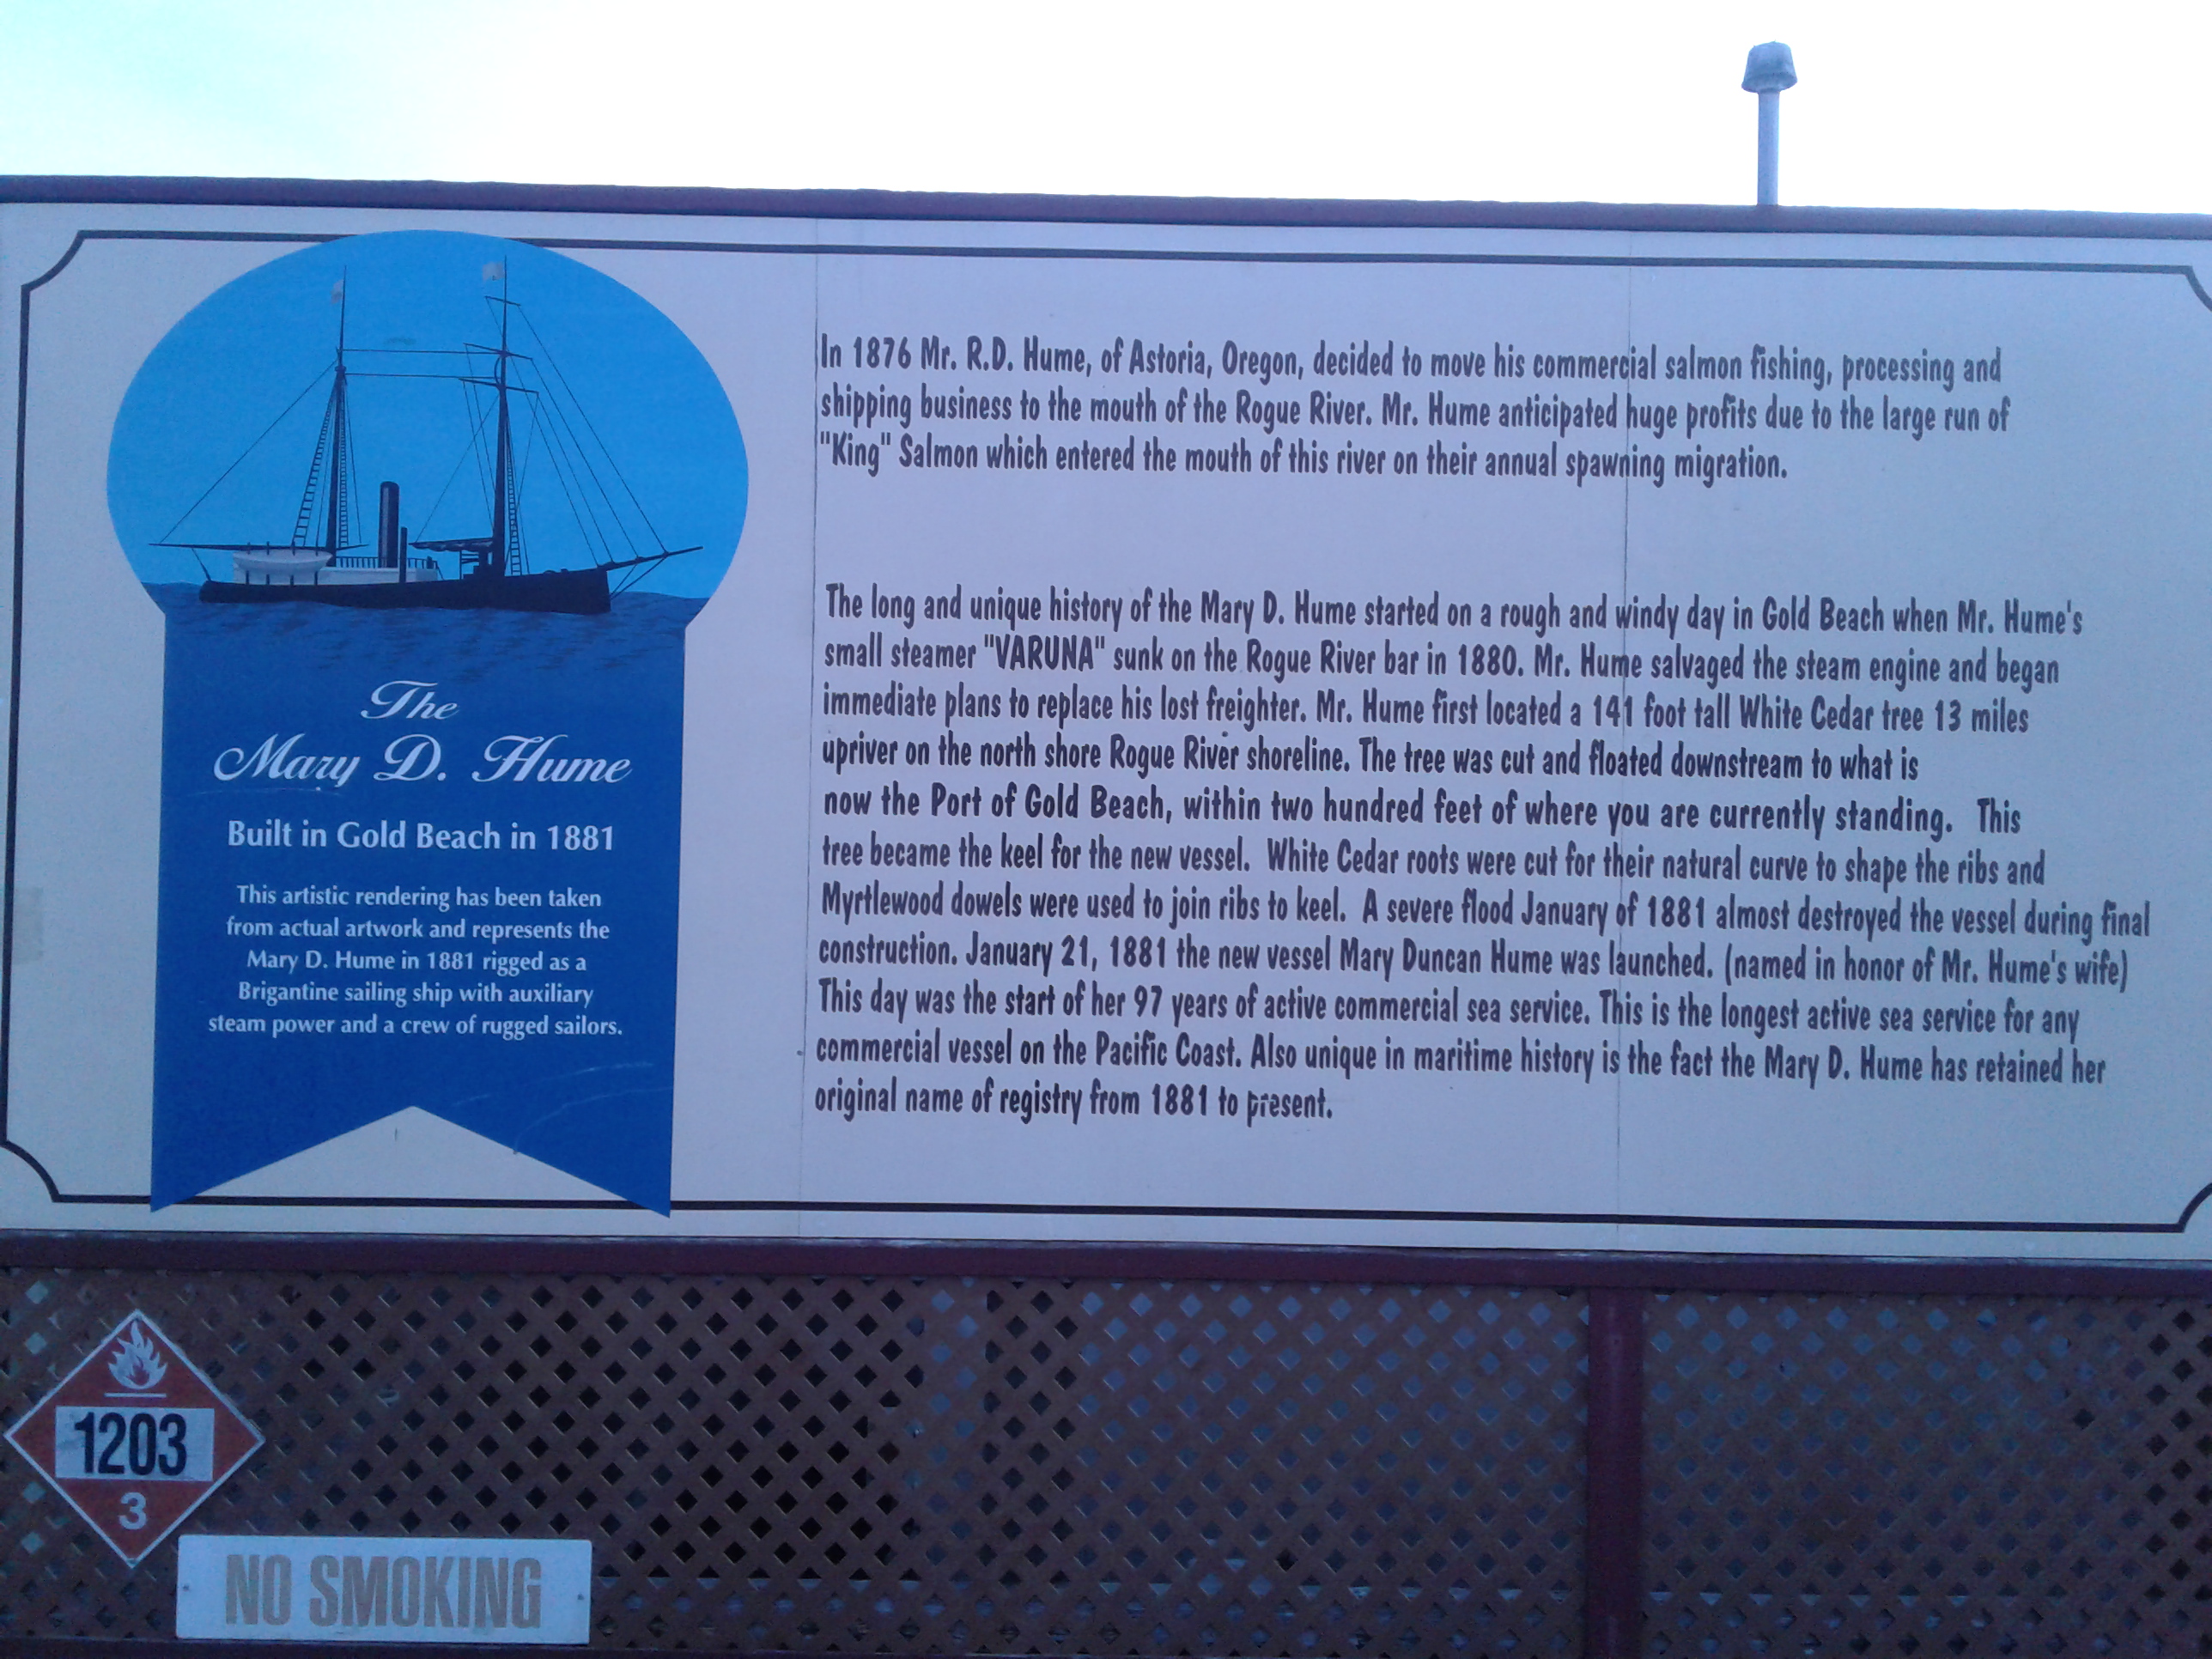 The
Mary D. Hume
Built in Gold Beach in 1881
This artistic rendering has been taken
from actual artwork and represents the
Mary D. Hume in 1881 rigged as a
Brigantine sailing ship with auxiliary
steam power and a crew of rugged sailors.
In 1876 Mr. R.D. Hume, of Astoria, Oregon, decided to move his commercial salmon fishing, processing and
shipping business to the mouth of the Rogue River. Mr. Hume anticipated huge profits due to the large run of
"King" Salmon which entered the mouth of this river on their annual spawning migration.
The long and unique history of the Mary D. Hume started on a rough and windy day in Gold Beach when Mr. Hume's
small steamer "VARUNA" sunk on the Rogue River bar in 1880. Mr. Hume salvaged the steam engine and began
immediate plans to replace his lost freighter. Mr. Hume first located a 141 foot tall White Cedar tree 13 miles
upriver on the north shore Rogue River shoreline. The tree was cut and floated downstream to what is
now the Port of Gold Beach, within two hundred feet of where you are currently standing. This
tree became the keel for the new vessel. White Cedar roots were cut for their natural curve to shape the ribs and
Myrtlewood dowels were used to join ribs to keel. A severe flood January of 1881 almost destroyed the vessel during final
construction. January 21, 1881 the new vessel Mary Duncan Hume was launched. (named in honor of Mr. Hume's wife)
This day was the start of her 97 years of active commercial sea service. This is the longest active sea service for any
commercial vessel on the Pacific Coast. Also unique in maritime history is the fact the Mary D. Hume has retained her
original name of registry from 1881 to present.
1203
3
NO SMOKING